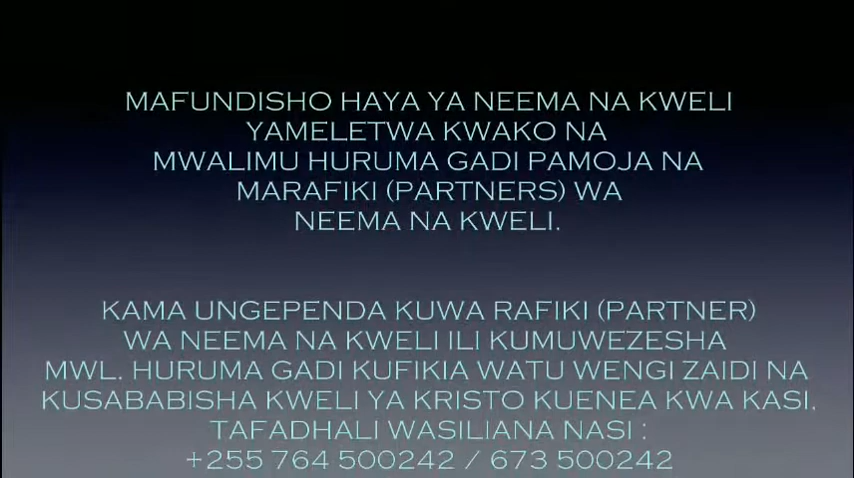 MAFUNDISHO HAYA YA NEEMA NA KWELI
YAMELETWA KWAKO NA
MWALIMU HURUMA GADI PAMOJA NA
MARAFIKI (PARTNERS) WA
NEEMA NA KWELI.
KAMA UNGEPENDA KUWA RAFIKI (PARTNER)
WA NEEMA NA KWELI ILI KUMUWEZESHA
MWL. HURUMA GADI KUFIKIA WATU WENGI ZAIDI NA
KUSABABISHA KWELI YA KRISTO KUENEA KWA KASI,
TAFADHALI WASILIANA NASI :
+255 764 500242 / 673 500242